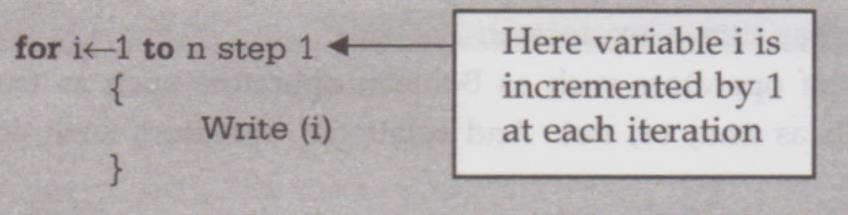 for i←1 to n step 1
{
Write (i)
}
Here variable i is
incremented by 1
at each iteration